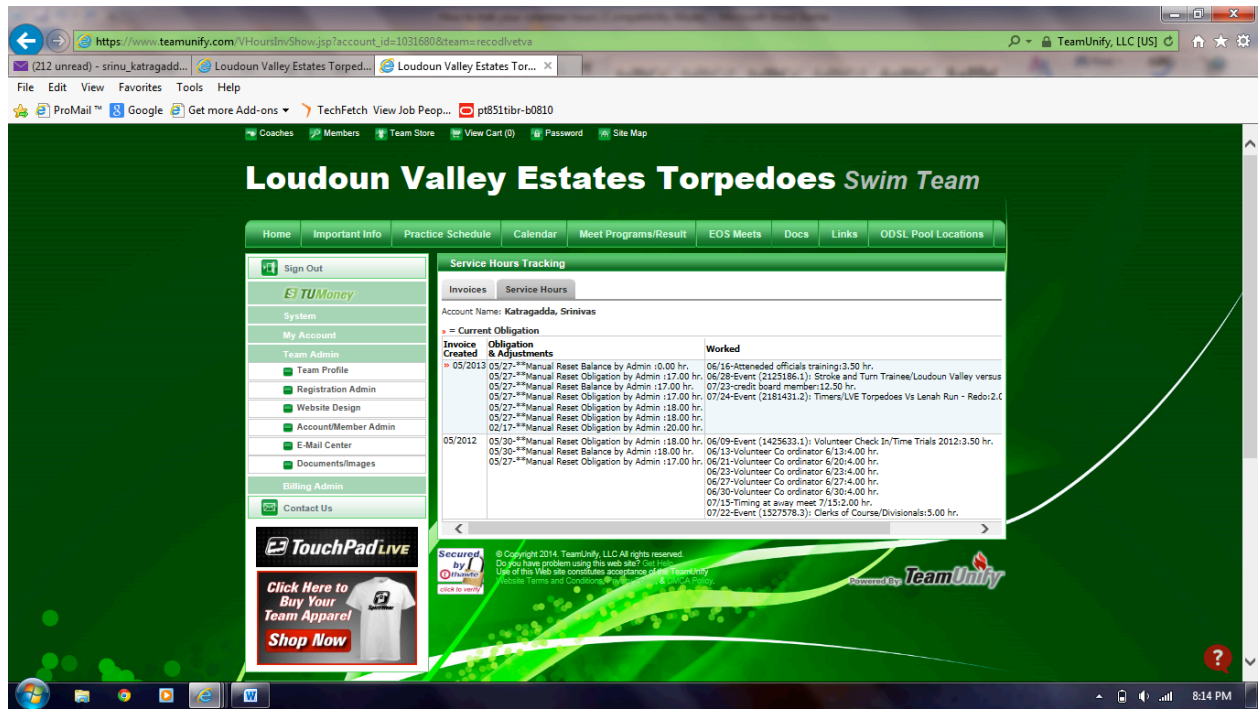 https://www.teamunify.com/VHoursInvShow.jsp?account_id=1031680&team=recodlvetva
TeamUnify, LLC [US]
(212 unread) - srinu_katragadd...
Loudoun Valley Estates Torped...
Loudoun Valley Estates Tor...
File Edit View Favorites Tools Help
ProMail ™ Google Get more Add-ons TechFetch View Job Peop... pt851tibr-b0810
Coaches Members Team Store View Cart (0) Password Site Map
Loudoun Valley Estates Torpedoes Swim Team
Home Important Info Practice Schedule Calendar Meet Programs/Result EOS Meets Docs Links ODSL Pool Locations
Sign Out
TUMoney
System
My Account
Team Admin
Team Profile
Registration Admin
Website Design
Account/Member Admin
E-Mail Center
Documents/Images
Billing Admin
Contact Us
TouchPad LIVE
Click Here to
Buy Your
Team Apparel
Shop Now
Service Hours Tracking
Invoices Service Hours
Account Name: Katragadda, Srinivas
» = Current Obligation
Invoice Created
Obligation & Adjustments
Worked
» 05/2013
05/27-**Manual Reset Balance by Admin :0.00 hr.
05/27-**Manual Reset Obligation by Admin :17.00 hr.
05/27-**Manual Reset Balance by Admin :17.00 hr.
05/27-**Manual Reset Obligation by Admin :17.00 hr.
05/27-**Manual Reset Obligation by Admin :18.00 hr.
05/27-**Manual Reset Obligation by Admin :18.00 hr.
02/17-**Manual Reset Obligation by Admin :20.00 hr.
06/16-Atteneded officials training:3.50 hr.
06/28-Event (2125186.1): Stroke and Turn Trainee/Loudoun Valley versus
07/23-credit board member:12.50 hr.
07/24-Event (2181431.2): Timers/LVE Torpedoes Vs Lenah Run - Redo:2.0
05/2012
05/30-**Manual Reset Obligation by Admin :18.00 hr.
05/30-**Manual Reset Balance by Admin :18.00 hr.
05/27-**Manual Reset Obligation by Admin :17.00 hr.
06/09-Event (1425633.1): Volunteer Check In/Time Trials 2012:3.50 hr.
06/13-Volunteer Co ordinator 6/13:4.00 hr.
06/21-Volunteer Co ordinator 6/20:4.00 hr.
06/23-Volunteer Co ordinator 6/23:4.00 hr.
06/27-Volunteer Co ordinator 6/27:4.00 hr.
06/30-Volunteer Co ordinator 6/30:4.00 hr.
07/15-Timing at away meet 7/15:2.00 hr.
07/22-Event (1527578.3): Clerks of Course/Divisionals:5.00 hr.
Secured
by
thawte
click to verify
© Copyright 2014. TeamUnify, LLC All rights reserved.
Do you have problem using this web site? Get Help
Use of this Web site constitutes acceptance of the TeamUnify
Website Terms and Conditions, Privacy Policy & DMCA Policy.
Powered By: TeamUnify
8:14 PM